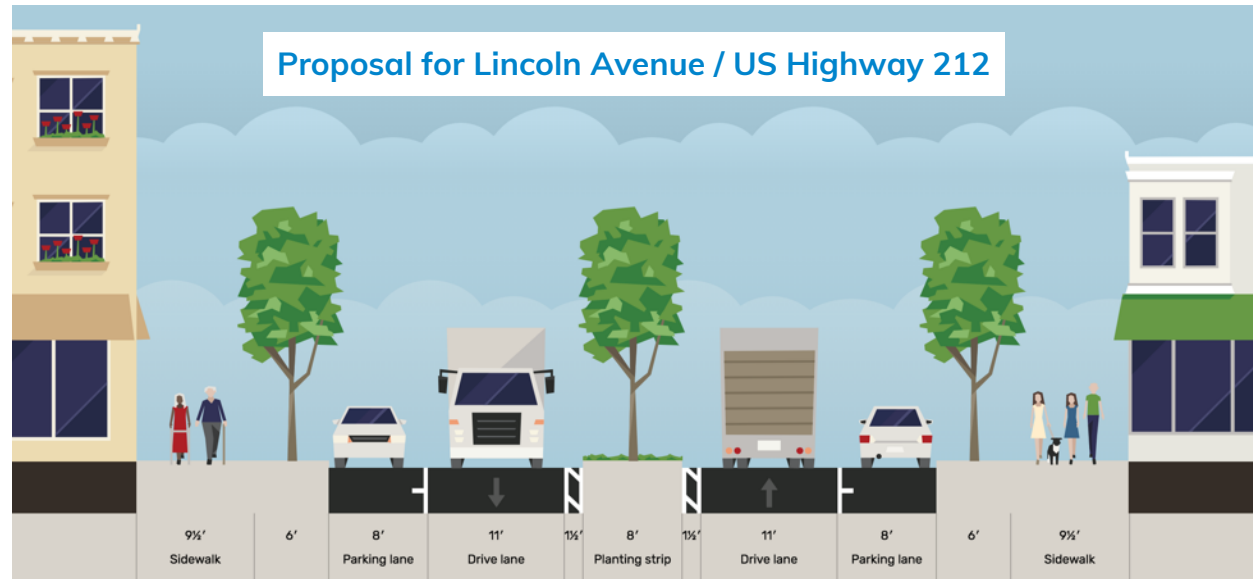 Proposal for Lincoln Avenue / US Highway 212
9½′ 6′ 8′ 11′ 1½′ 8′ 1½′ 11′ 8′ 6′ 9½′
Sidewalk Parking lane Drive lane Planting strip Drive lane Parking lane Sidewalk